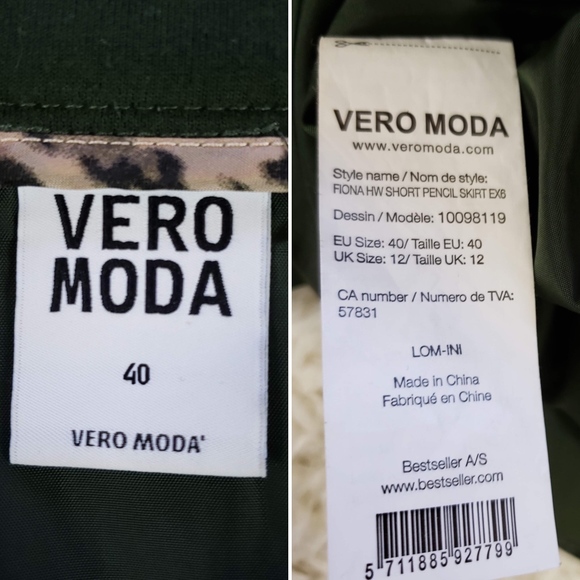 VERO
MODA
40
VERO MODA®
VERO MODA
www.veromoda.com
Style name / Nom de style:
FIONA HW SHORT PENCIL SKIRT EX6
Dessin / Modèle: 10098119
EU Size: 40/ Taille EU: 40
UK Size: 12/ Taille UK: 12
CA number / Numero de TVA:
57831
LOM-INI
Made in China
Fabriqué en Chine
Bestseller A/S
www.bestseller.com
5 711885 927799